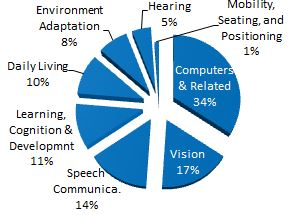 Hearing
5%
Mobility,
Seating, and
Positioning
1%
Computers
& Related
34%
Vision
17%
Speech
Communica.
14%
Learning,
Cognition &
Developmnt
11%
Daily Living
10%
Environment
Adaptation
8%